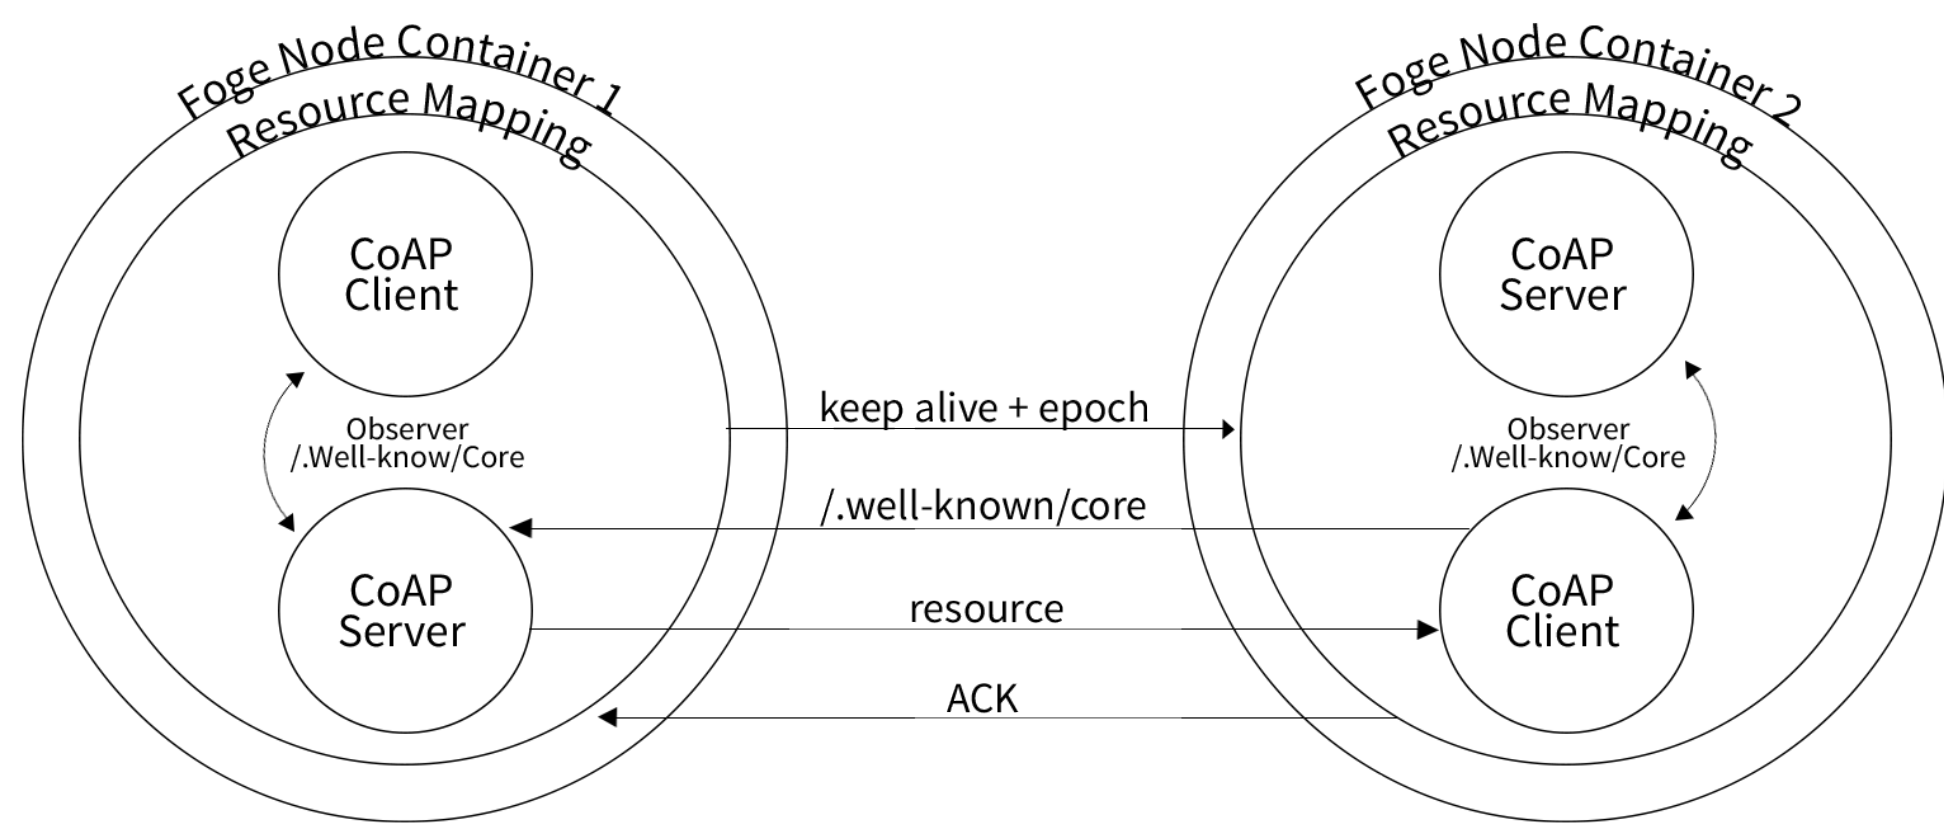 Foge Node Container 1
Resource Mapping
CoAP
Client
Observer
/.Well-know/Core
CoAP
Server
keep alive + epoch
/.well-known/core
resource
ACK
Foge Node Container 2
Resource Mapping
CoAP
Server
Observer
/.Well-know/Core
CoAP
Client